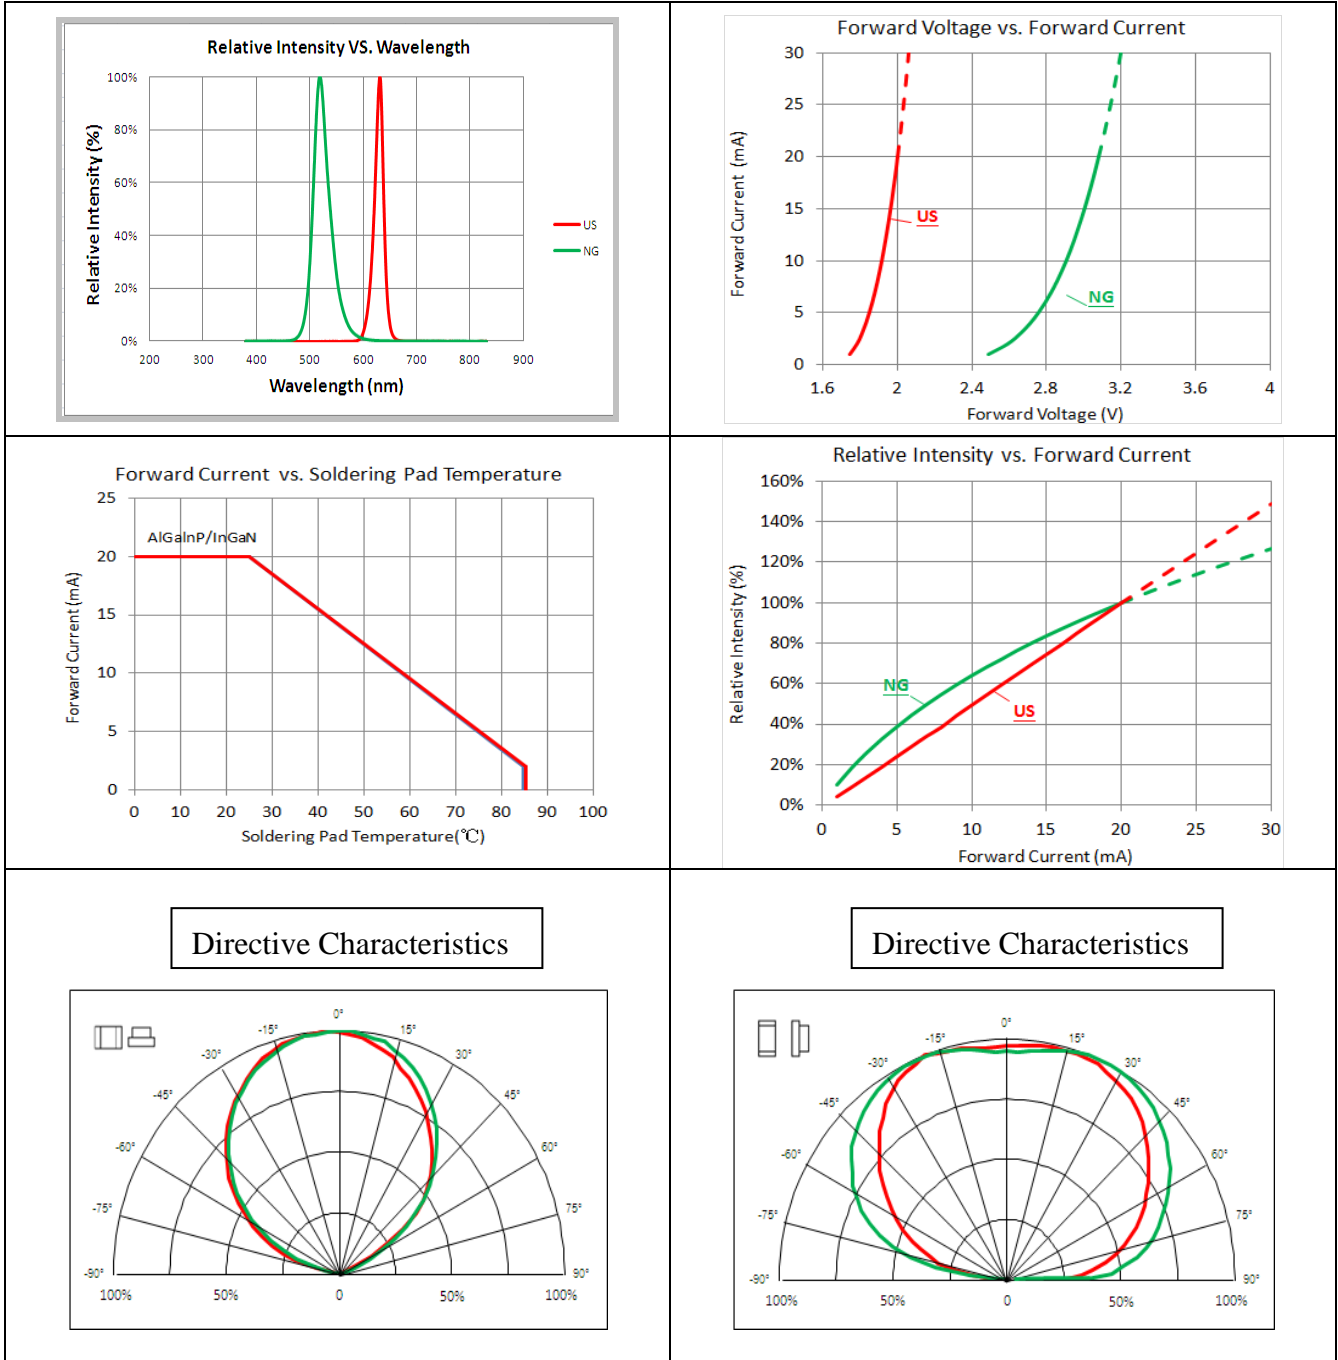 Relative Intensity VS. Wavelength
100%
80%
60%
40%
20%
0%
200 300 400 500 600 700 800 900
Relative Intensity (%)
Wavelength (nm)
US
NG
Forward Voltage vs. Forward Current
30
25
20
15
10
5
0
1.6 2 2.4 2.8 3.2 3.6 4
Forward Current (mA)
Forward Voltage (V)
US
NG
Forward Current vs. Soldering Pad Temperature
25
20
15
10
5
0
AlGaInP/InGaN
0 10 20 30 40 50 60 70 80 90 100
Forward Current (mA)
Soldering Pad Temperature(℃)
Relative Intensity vs. Forward Current
160%
140%
120%
100%
80%
60%
40%
20%
0%
0 5 10 15 20 25 30
Relative Intensity (%)
Forward Current (mA)
NG
US
Directive Characteristics
0°
-15° 15°
-30° 30°
-45° 45°
-60° 60°
-75° 75°
-90° 90°
100% 50% 0 50% 100%
Directive Characteristics
0°
-15° 15°
-30° 30°
-45° 45°
-60° 60°
-75° 75°
-90° 90°
100% 50% 0 50% 100%